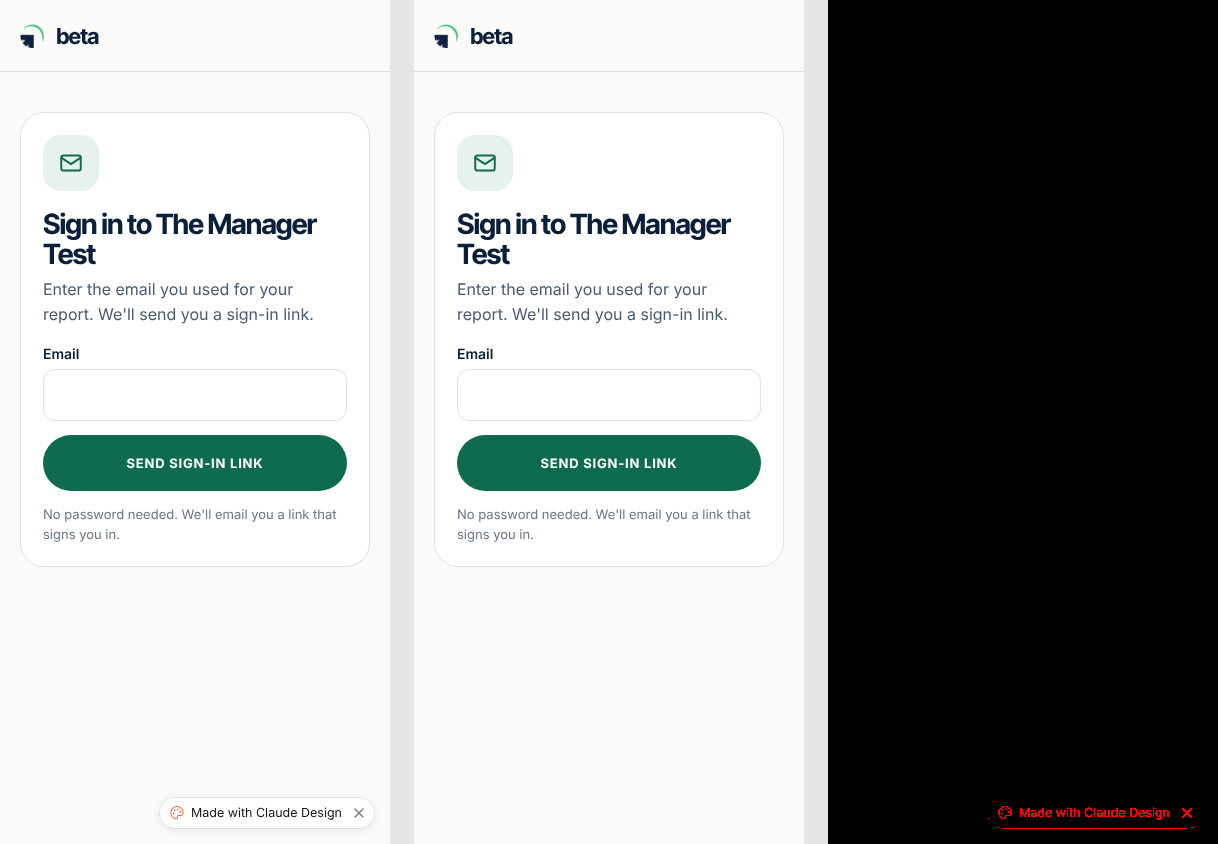 beta
Sign in to The Manager
Test
Enter the email you used for your
report. We'll send you a sign-in link.
Email
SEND SIGN-IN LINK
No password needed. We'll email you a link that
signs you in.
Made with Claude Design
beta
Sign in to The Manager
Test
Enter the email you used for your
report. We'll send you a sign-in link.
Email
SEND SIGN-IN LINK
No password needed. We'll email you a link that
signs you in.
Made with Claude Design